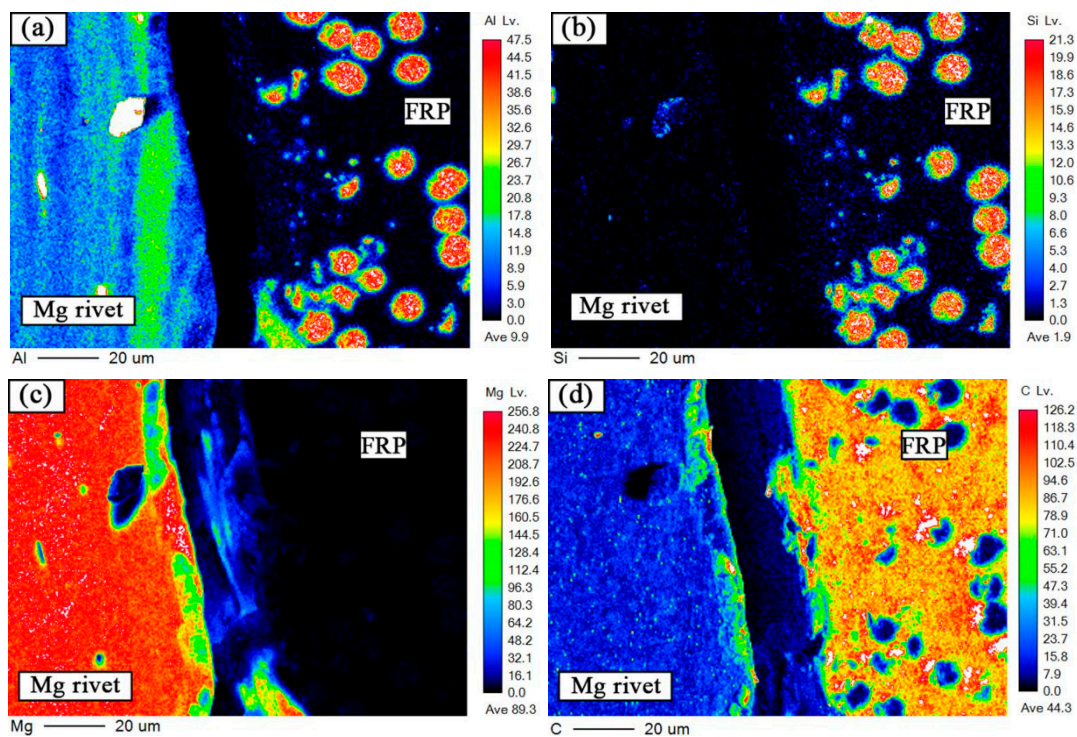 (a)
FRP
Mg rivet
Al 20 um
Al Lv.
47.5
44.5
41.5
38.6
35.6
32.6
29.7
26.7
23.7
20.8
17.8
14.8
11.9
8.9
5.9
3.0
0.0
Ave 9.9
(b)
FRP
Mg rivet
Si 20 um
Si Lv.
21.3
19.9
18.6
17.3
15.9
14.6
13.3
12.0
10.6
9.3
8.0
6.6
5.3
4.0
2.7
1.3
0.0
Ave 1.9
(c)
FRP
Mg rivet
Mg 20 um
Mg Lv.
256.8
240.8
224.7
208.7
192.6
176.6
160.5
144.5
128.4
112.4
96.3
80.3
64.2
48.2
32.1
16.1
0.0
Ave 89.3
(d)
FRP
Mg rivet
C 20 um
C Lv.
126.2
118.3
110.4
102.5
94.6
86.7
78.9
71.0
63.1
55.2
47.3
39.4
31.6
23.7
15.8
7.9
0.0
Ave 44.3